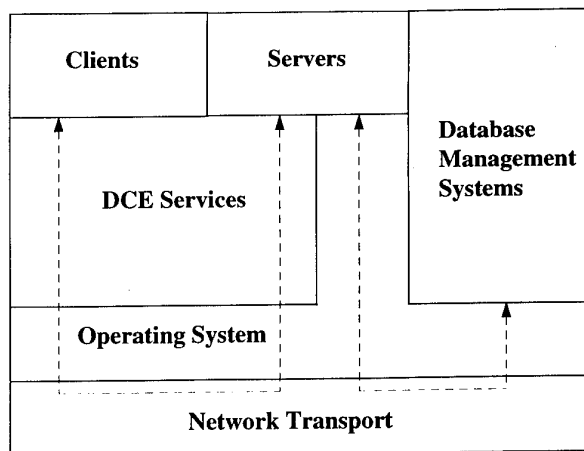 Clients
Servers
Database
Management
Systems
DCE Services
Operating System
Network Transport